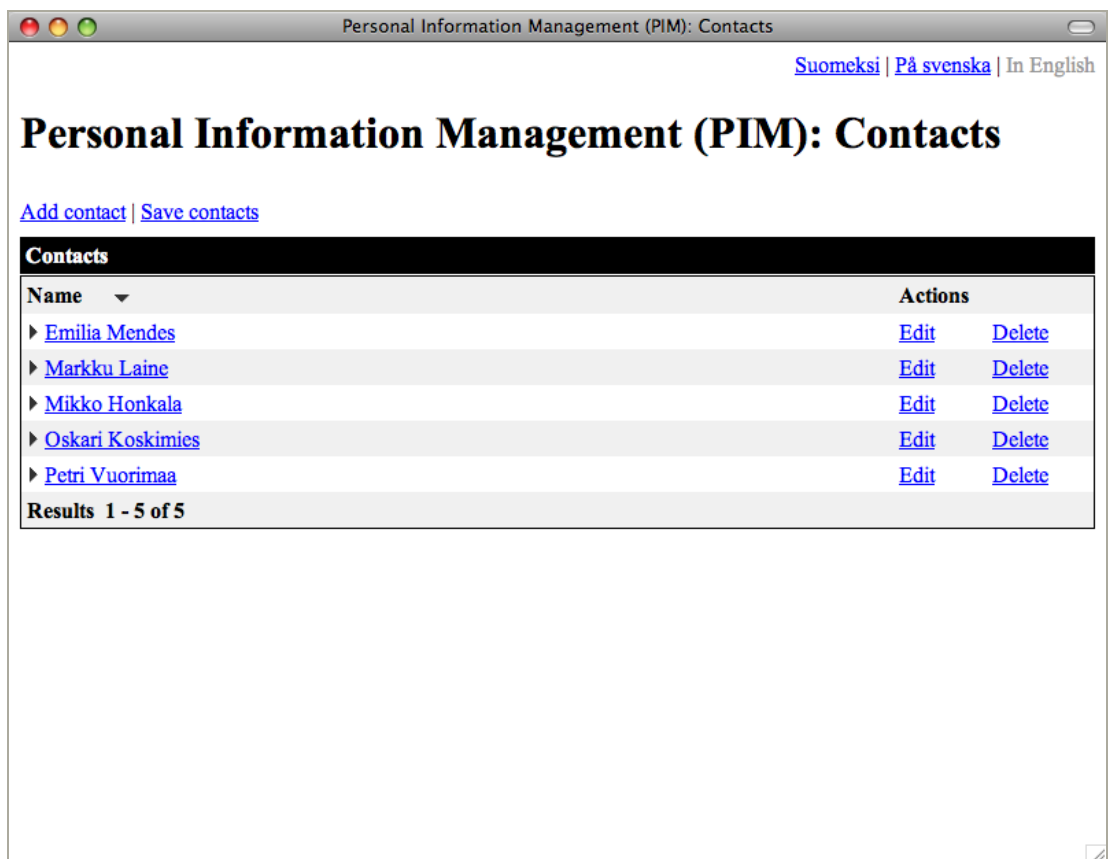 Personal Information Management (PIM): Contacts
Suomeksi | På svenska | In English
Personal Information Management (PIM): Contacts
Add contact | Save contacts
Contacts
Name Actions
Emilia Mendes Edit Delete
Markku Laine Edit Delete
Mikko Honkala Edit Delete
Oskari Koskimies Edit Delete
Petri Vuorimaa Edit Delete
Results 1 - 5 of 5